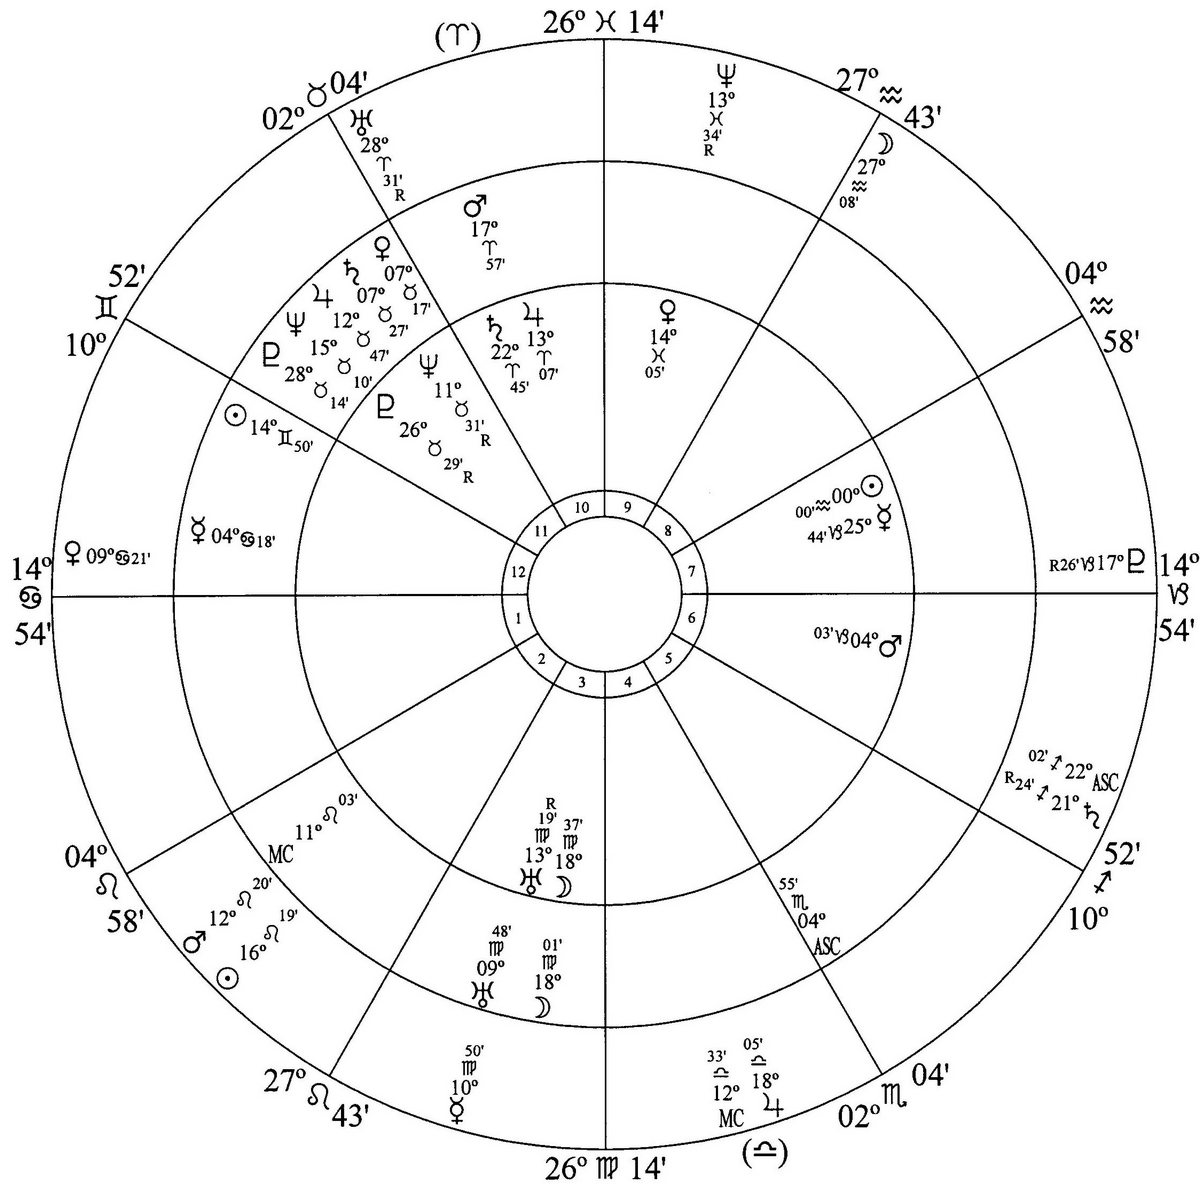 26° ♓ 14'
(♈)
27° ♒ 43'
02° ♉ 04'
04° ♒ 58'
52' ♊ 10°
14° ♋ 54'
14° ♑ 54'
04° ♌ 58'
52' ♐ 10°
27° ♌ 43'
02° ♏ 04'
26° ♍ 14'
(♎)
♆ 13° ♓ 34' R
☽ 27° ♒ 08'
♅ 28° ♈ 31' R
♀ 09° ♋ 21'
R 26' ♑ 17° ♇
02' ♐ 22° ASC
R 24' ♐ 21° ♄
♂ 12° ♌ 20'
☉ 16° ♌ 19'
50' ♍ 10° ☿
33' ♎ 12° MC
05' ♎ 18° ♃
♂ 17° ♈ 57'
♀ 07° ♉ 17'
♄ 07° ♉ 27'
♃ 12° ♉ 47'
♆ 15° ♉ 10'
♇ 28° ♉ 14'
☉ 14° ♊ 50'
☿ 04° ♋ 18'
MC 11° ♌ 03'
48' ♍ 09° ♅
01' ♍ 18° ☽
55' ♏ 04° ASC
♀ 14° ♓ 05'
♃ 13° ♈ 07'
♄ 22° ♈ 45'
♆ 11° ♉ 31' R
♇ 26° ♉ 29' R
00' ♒ 00° ☉
44' ♑ 25° ☿
03' ♑ 04° ♂
R 19' ♍ 13° ♅
37' ♍ 18° ☽
10
9
11
8
12
7
1
6
2
5
3
4